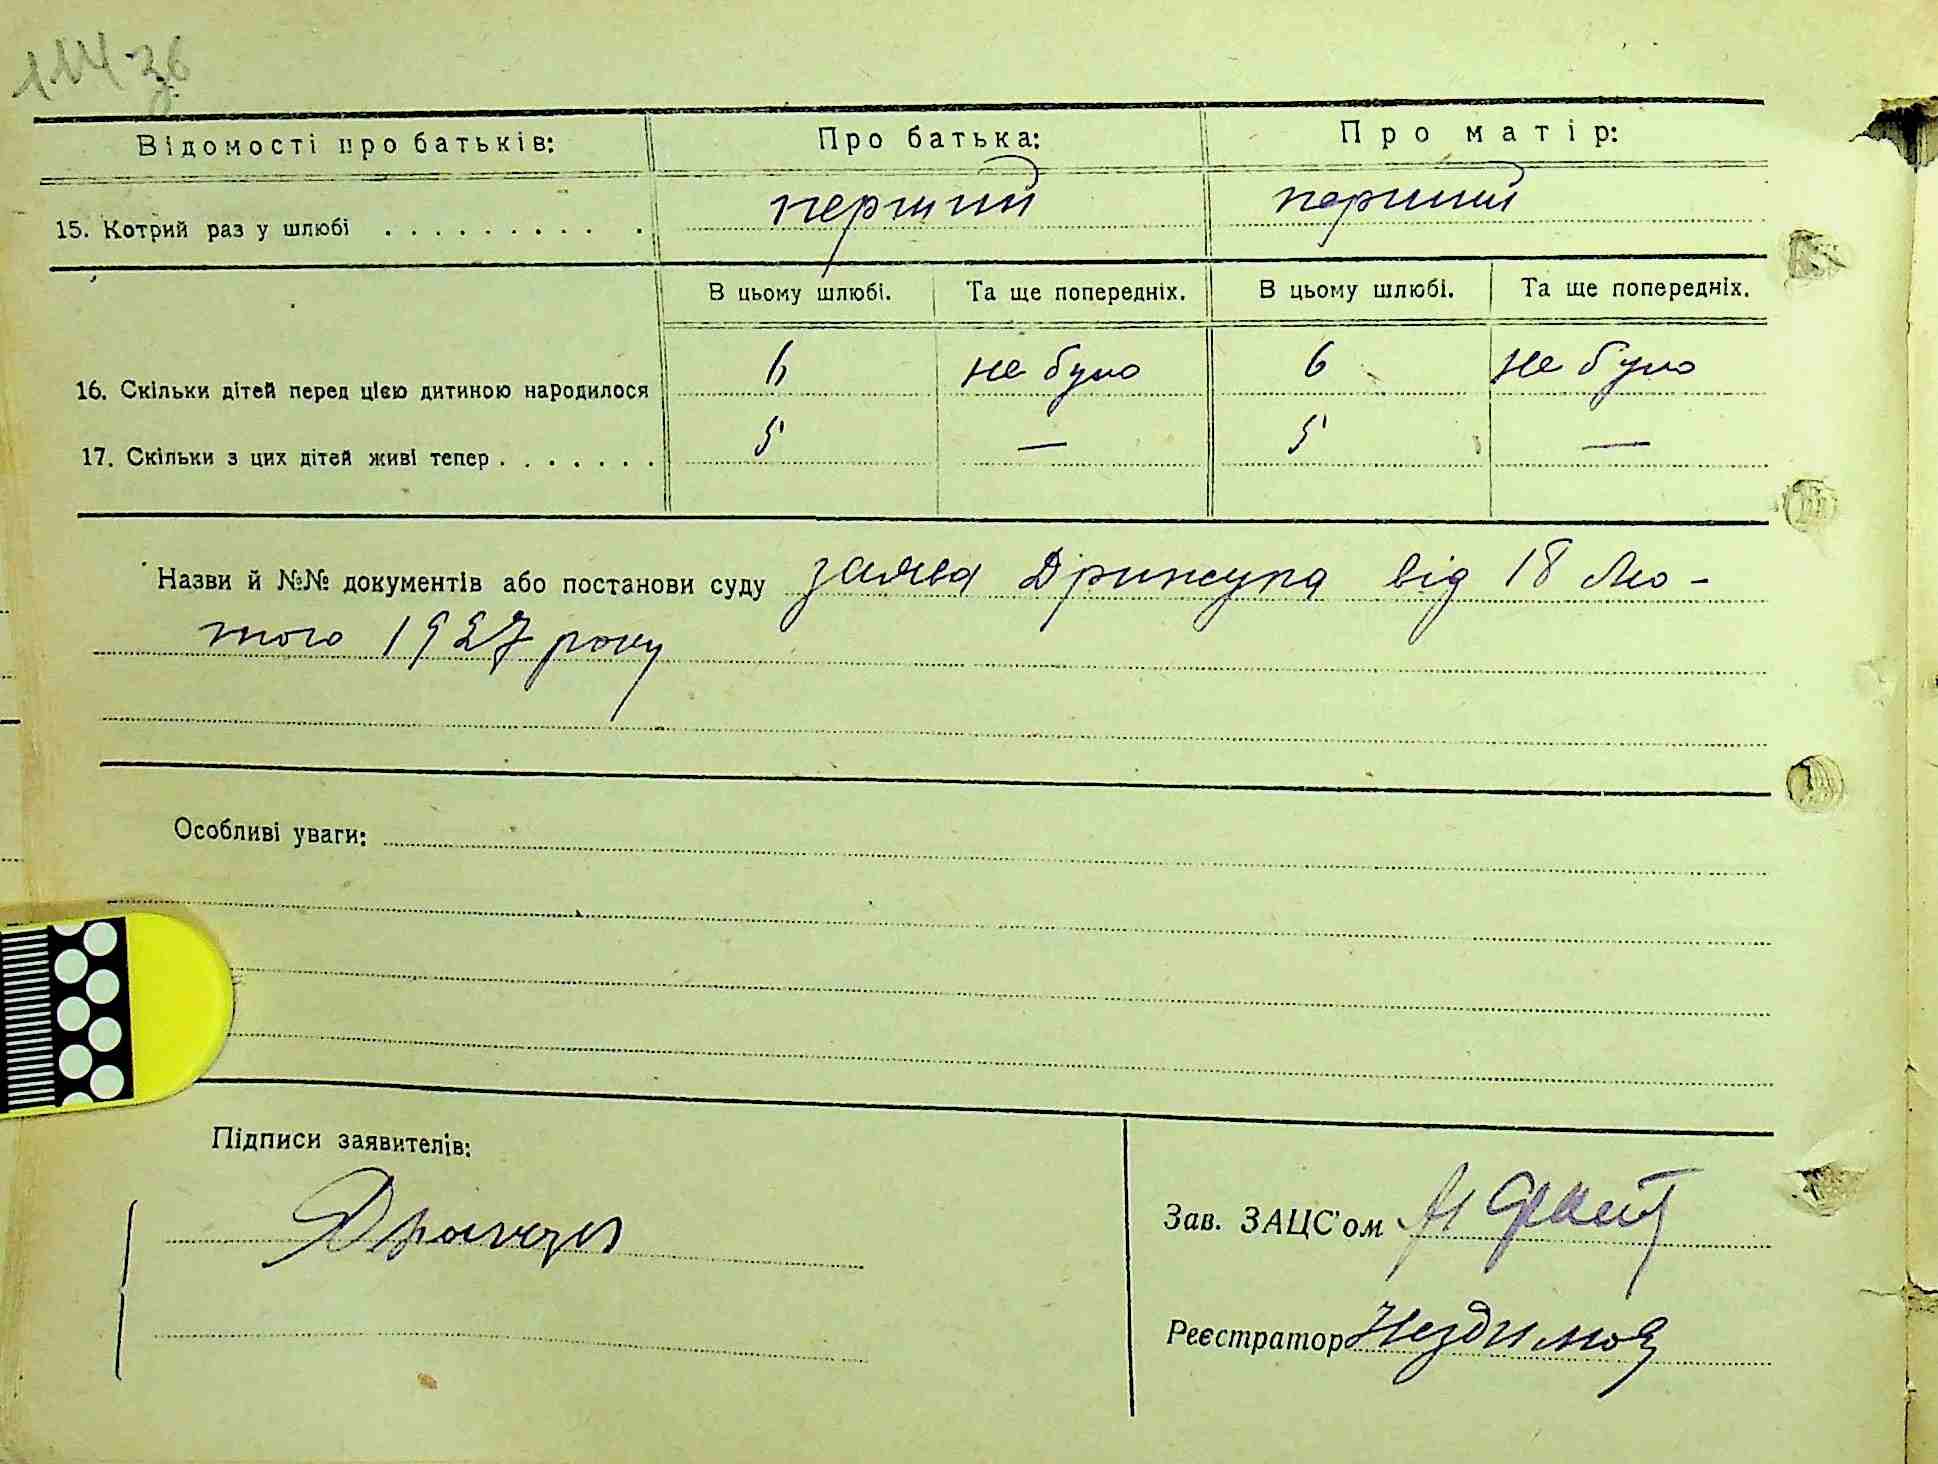 114 зб
Відомості про батьків: Про батька: Про матір:
15. Котрий раз у шлюбі . . . . . . . . . . . перший перший
В цьому шлюбі. Та ще попередніх. В цьому шлюбі. Та ще попередніх.
16. Скільки дітей перед цією дитиною народилося 6 не було 6 не було
17. Скільки з цих дітей живі тепер . . . . . . . 5 — 5 —
Назви й №№ документів або постанови суду заява від 18 Лю-
того 1927 року
Особливі уваги:
Підписи заявителів:
Зав. ЗАЦС'ом
Реєстратор